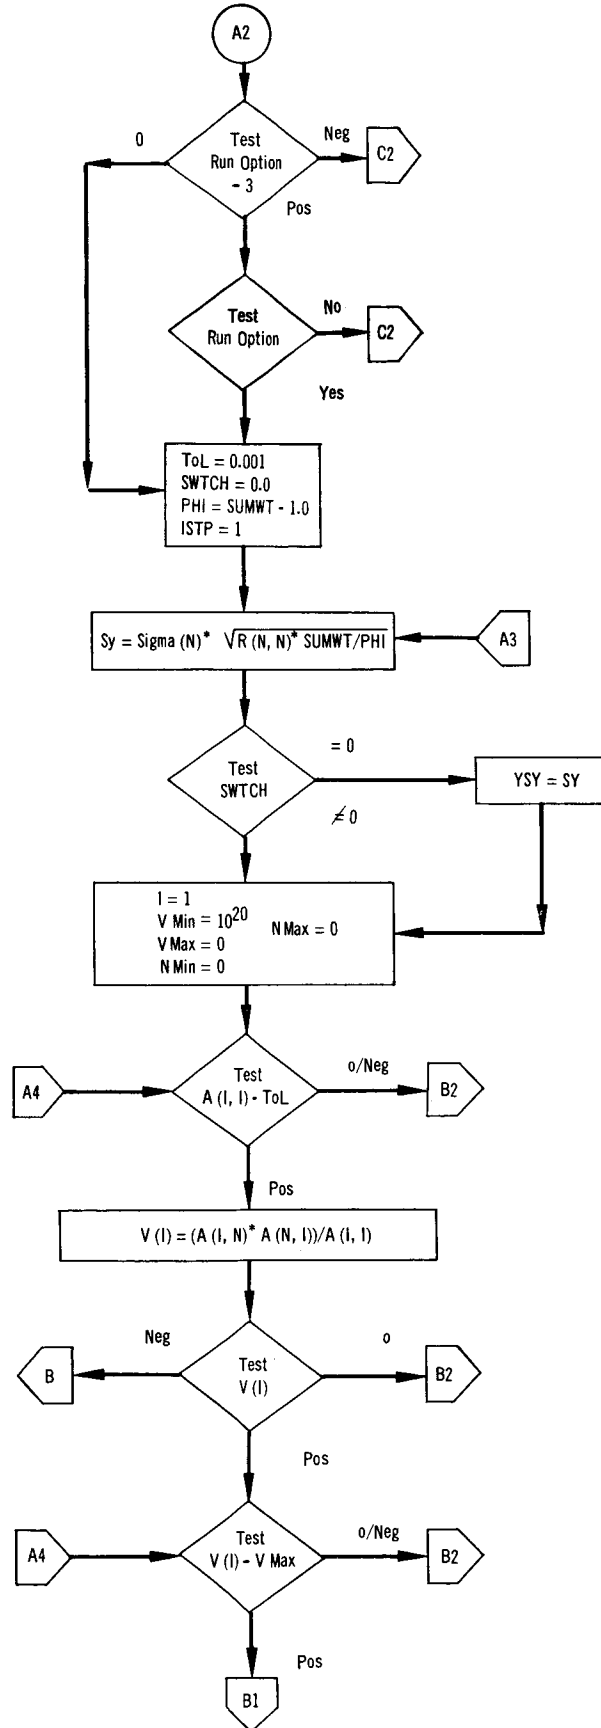 A2
0
Test
Run Option
- 3
Neg
C2
Pos
Test
Run Option
No
C2
Yes
ToL = 0.001
SWTCH = 0.0
PHI = SUMWT - 1.0
ISTP = 1
Sy = Sigma (N)* √R (N, N)* SUMWT/PHI
A3
Test
SWTCH
= 0
≠ 0
YSY = SY
I = 1
V Min = 10²⁰
V Max = 0
N Min = 0
N Max = 0
A4
Test
A (I, I) - ToL
o/Neg
B2
Pos
V (I) = (A (I, N)* A (N, I))/A (I, I)
Neg
B
Test
V (I)
o
B2
Pos
A4
Test
V (I) - V Max
o/Neg
B2
Pos
B1